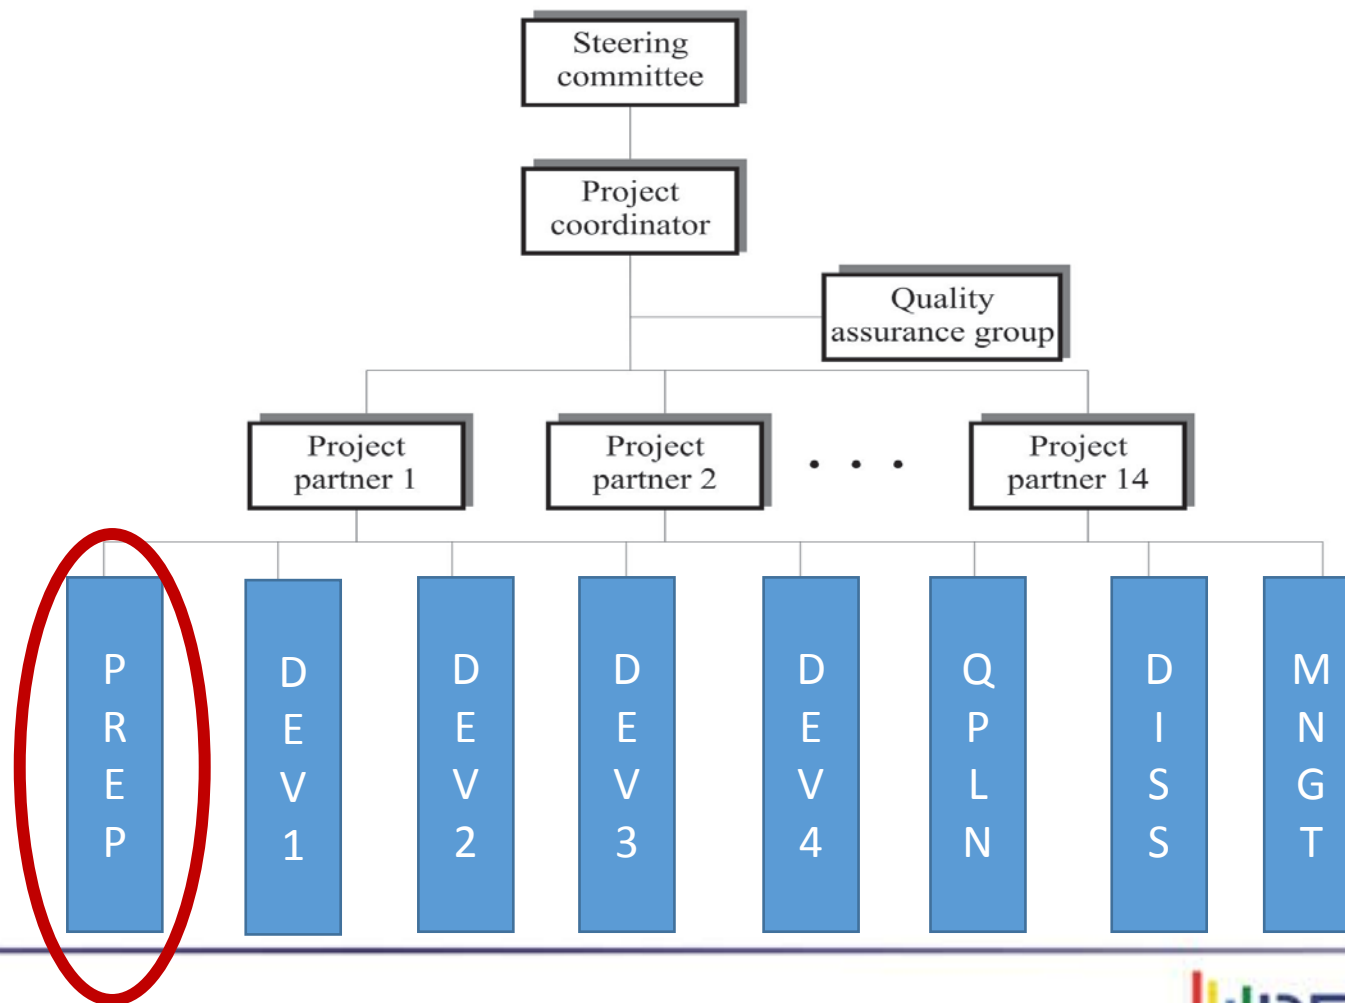 Steering
committee
Project
coordinator
Quality
assurance group
Project
partner 1
Project
partner 2
. . .
Project
partner 14
PREP
DEV1
DEV2
DEV3
DEV4
QPLN
DISS
MNGT